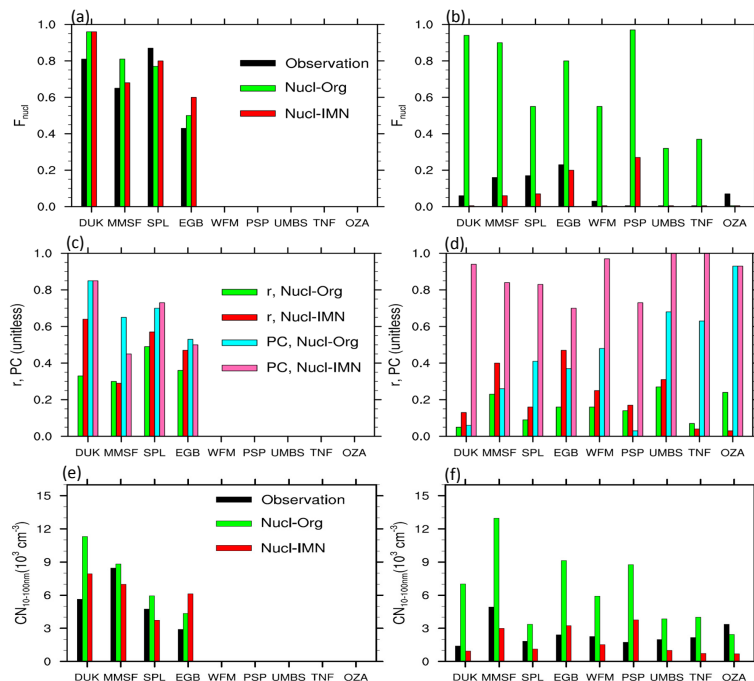 (a)
1.0
0.8
0.6
0.4
0.2
0.0
F nucl
Observation
Nucl-Org
Nucl-IMN
DUK MMSF SPL EGB WFM PSP UMBS TNF OZA
(b)
1.0
0.8
0.6
0.4
0.2
0.0
F nucl
DUK MMSF SPL EGB WFM PSP UMBS TNF OZA
(c)
1.0
0.8
0.6
0.4
0.2
0.0
r, PC (unitless)
r, Nucl-Org
r, Nucl-IMN
PC, Nucl-Org
PC, Nucl-IMN
DUK MMSF SPL EGB WFM PSP UMBS TNF OZA
(d)
1.0
0.8
0.6
0.4
0.2
0.0
r, PC (unitless)
DUK MMSF SPL EGB WFM PSP UMBS TNF OZA
(e)
15
12
9
6
3
0
CN10-100nm(10³ cm⁻³)
Observation
Nucl-Org
Nucl-IMN
DUK MMSF SPL EGB WFM PSP UMBS TNF OZA
(f)
15
12
9
6
3
0
CN10-100nm(10³ cm⁻³)
DUK MMSF SPL EGB WFM PSP UMBS TNF OZA